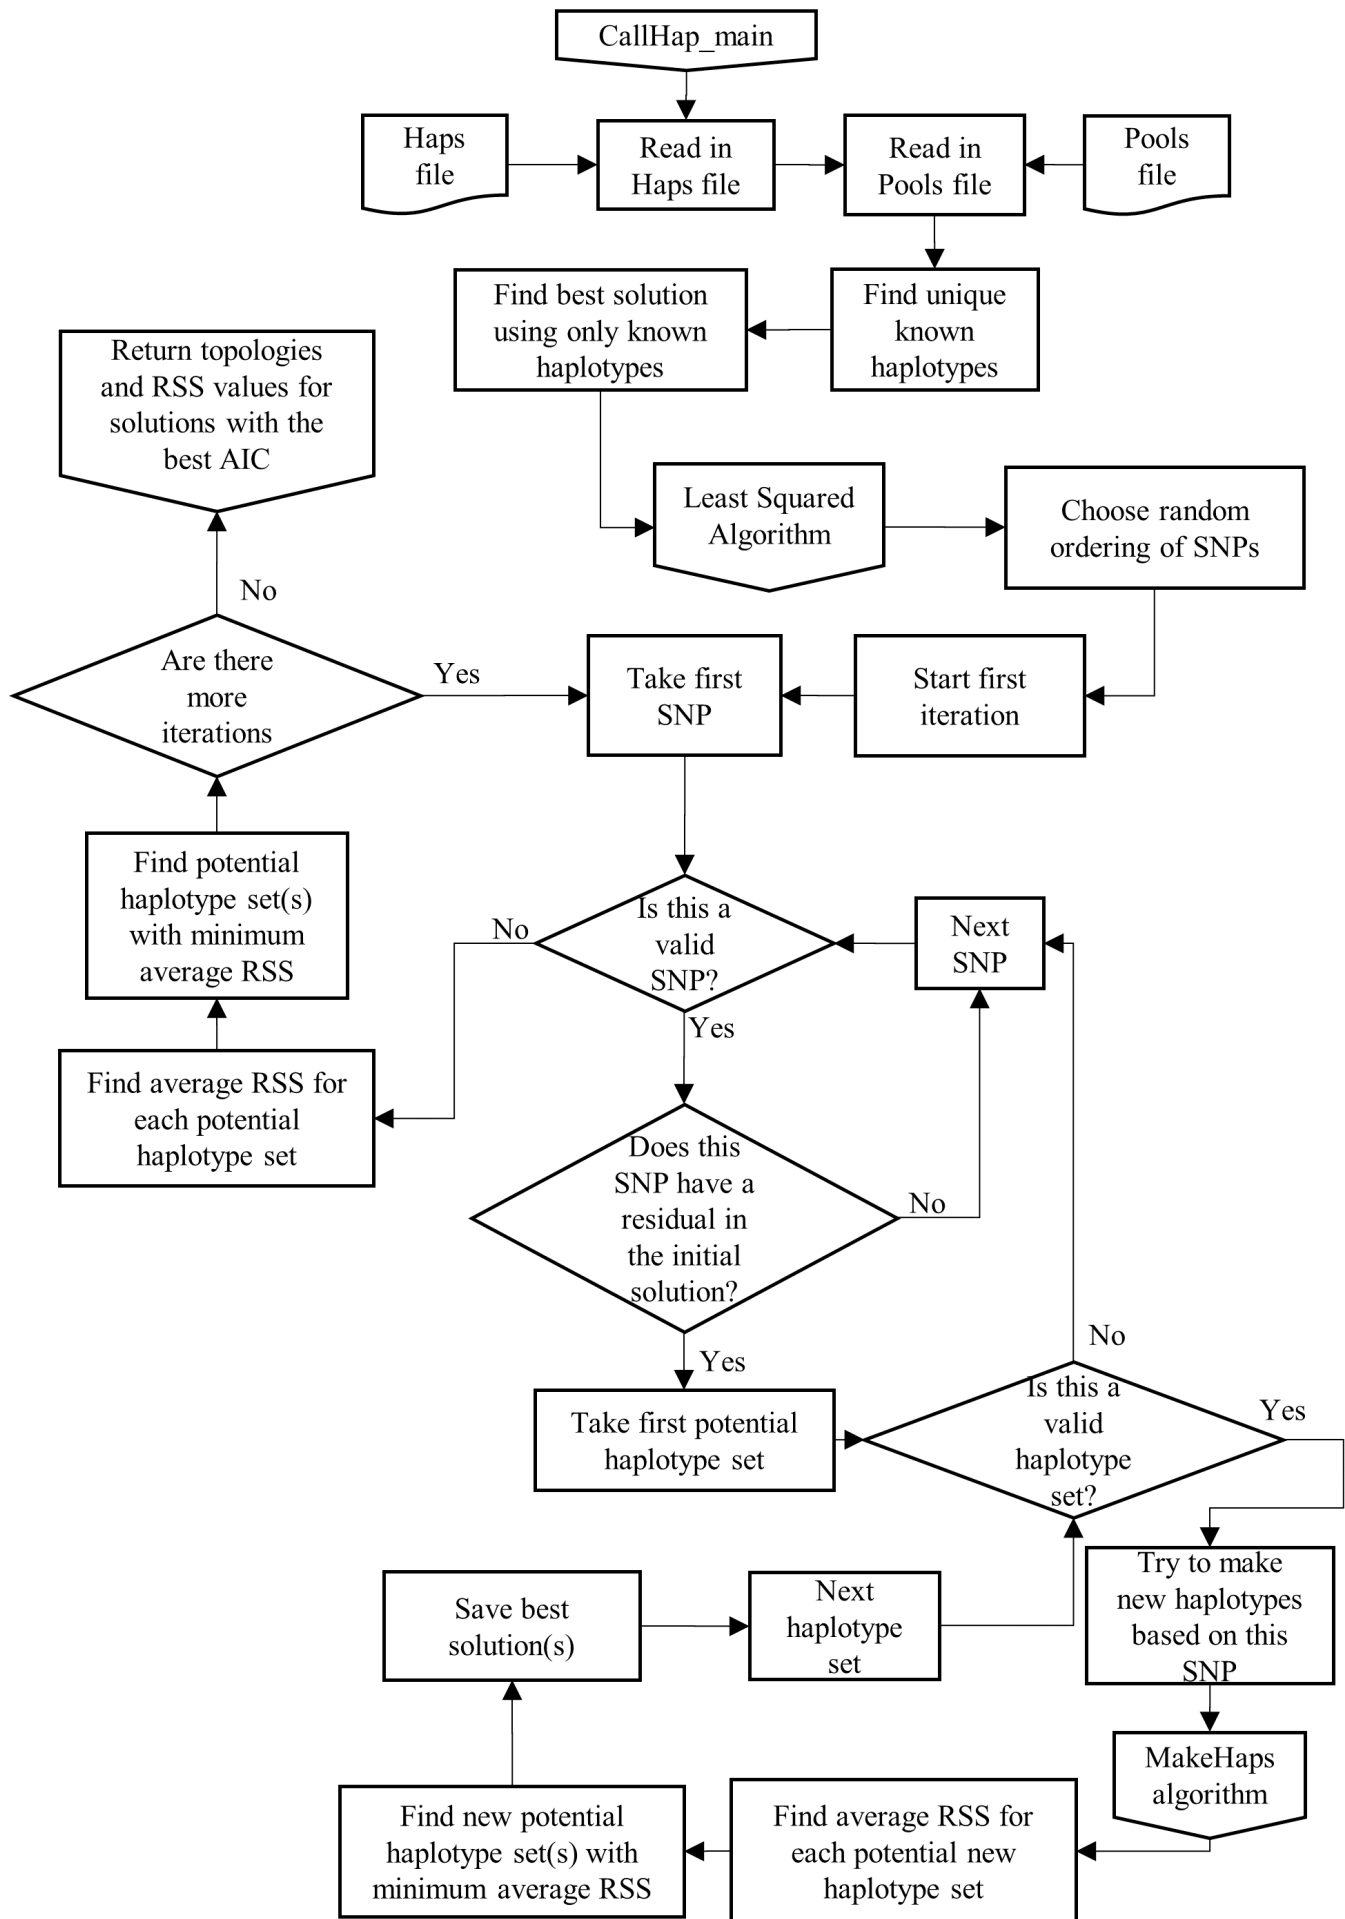 CallHap_main
Haps
file
Read in
Haps file
Read in
Pools file
Pools
file
Find best solution
using only known
haplotypes
Find unique
known
haplotypes
Return topologies
and RSS values for
solutions with the
best AIC
Least Squared
Algorithm
Choose random
ordering of SNPs
No
Are there
more
iterations
Yes
Take first
SNP
Start first
iteration
Find potential
haplotype set(s)
with minimum
average RSS
No
Is this a
valid
SNP?
Next
SNP
Yes
Find average RSS for
each potential
haplotype set
Does this
SNP have a
residual in
the initial
solution?
No
Yes
No
Take first potential
haplotype set
Is this a
valid
haplotype
set?
Yes
Save best
solution(s)
Next
haplotype
set
Try to make
new haplotypes
based on this
SNP
MakeHaps
algorithm
Find new potential
haplotype set(s) with
minimum average RSS
Find average RSS for
each potential new
haplotype set